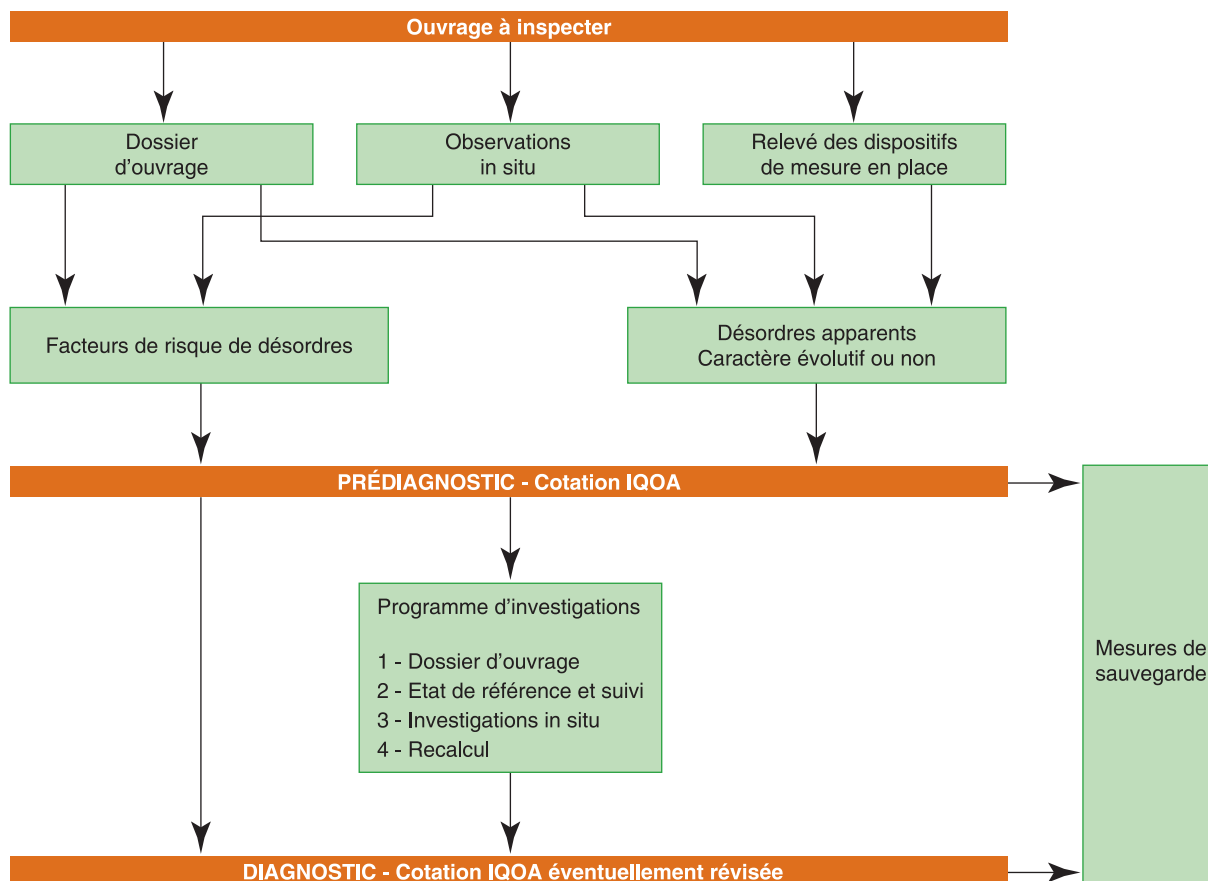 Ouvrage à inspecter
Dossier
d'ouvrage
Observations
in situ
Relevé des dispositifs
de mesure en place
Facteurs de risque de désordres
Désordres apparents
Caractère évolutif ou non
PRÉDIAGNOSTIC - Cotation IQOA
Programme d'investigations
1 - Dossier d'ouvrage
2 - Etat de référence et suivi
3 - Investigations in situ
4 - Recalcul
Mesures de
sauvegarde
DIAGNOSTIC - Cotation IQOA éventuellement révisée